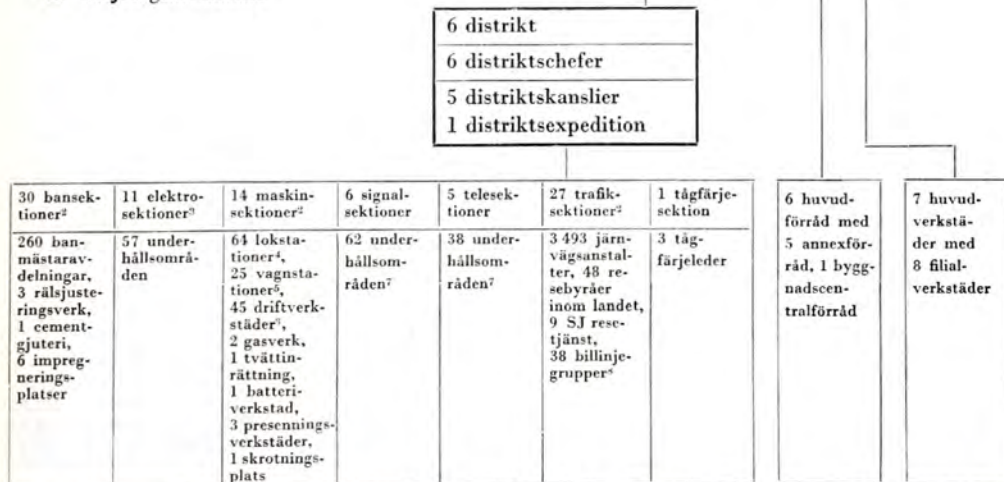 6 distrikt
6 distriktschefer
5 distriktskanslier
1 distriktsexpedition
30 bansek-
tioner²
260 ban-
mästarav-
delningar,
3 rälsjuste-
ringsverk,
1 cement-
gjuteri,
6 impreg-
nerings-
platser
11 elektro-
sektioner³
57 under-
hållsområ-
den
14 maskin-
sektioner²
64 loksta-
tioner⁴,
25 vagnsta-
tioner⁵,
45 driftverk-
städer⁷,
2 gasverk,
1 tvättin-
rättning,
1 batteri-
verkstad,
3 presennings-
verkstäder,
1 skrotnings-
plats
6 signal-
sektioner
62 under-
hållsom-
råden⁷
5 telesek-
tioner
38 under-
hållsom-
råden⁷
27 trafik-
sektioner²
3 493 järn-
vägsanstal-
ter, 48 re-
sebyråer
inom landet,
9 SJ rese-
tjänst,
38 billinje-
grupper⁸
1 tågfärje-
sektion
3 tåg-
färjeleder
6 huvud-
förråd med
5 annexför-
råd, 1 bygg-
nadscen-
tralförråd
7 huvud-
verkstä-
der med
8 filial-
verkstäder